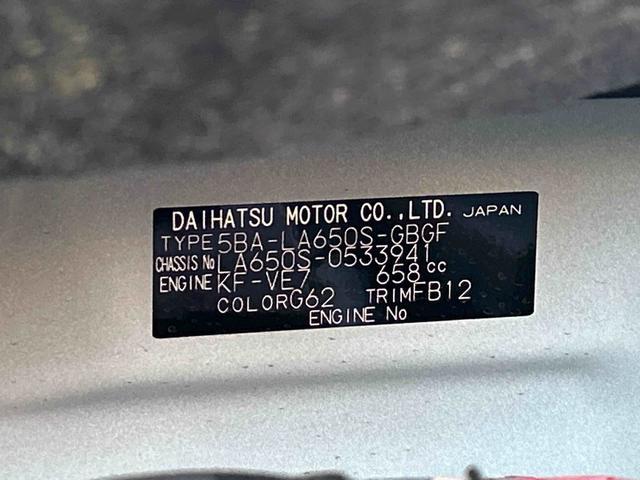 DAIHATSU MOTOR CO.,LTD. JAPAN
TYPE 5BA-LA650S-GBGF
CHASSIS No LA650S-0533941
ENGINE KF-VE7 658 cc
COLOR G62 TRIM FB12
ENGINE No